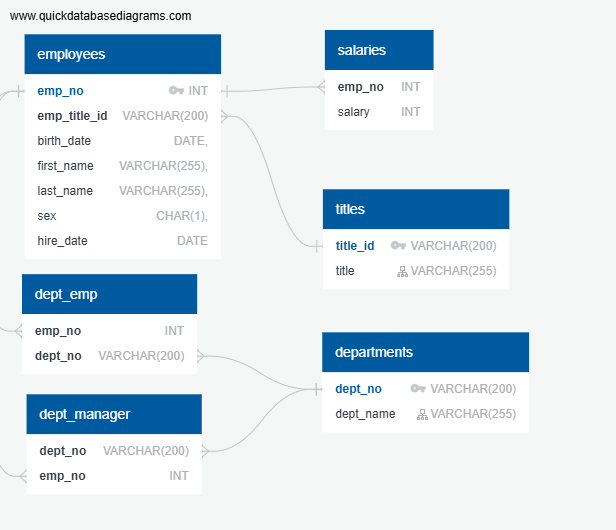 www.quickdatabasediagrams.com
employees
emp_no INT
emp_title_id VARCHAR(200)
birth_date DATE,
first_name VARCHAR(255),
last_name VARCHAR(255),
sex CHAR(1),
hire_date DATE
salaries
emp_no INT
salary INT
titles
title_id VARCHAR(200)
title VARCHAR(255)
dept_emp
emp_no INT
dept_no VARCHAR(200)
departments
dept_no VARCHAR(200)
dept_name VARCHAR(255)
dept_manager
dept_no VARCHAR(200)
emp_no INT